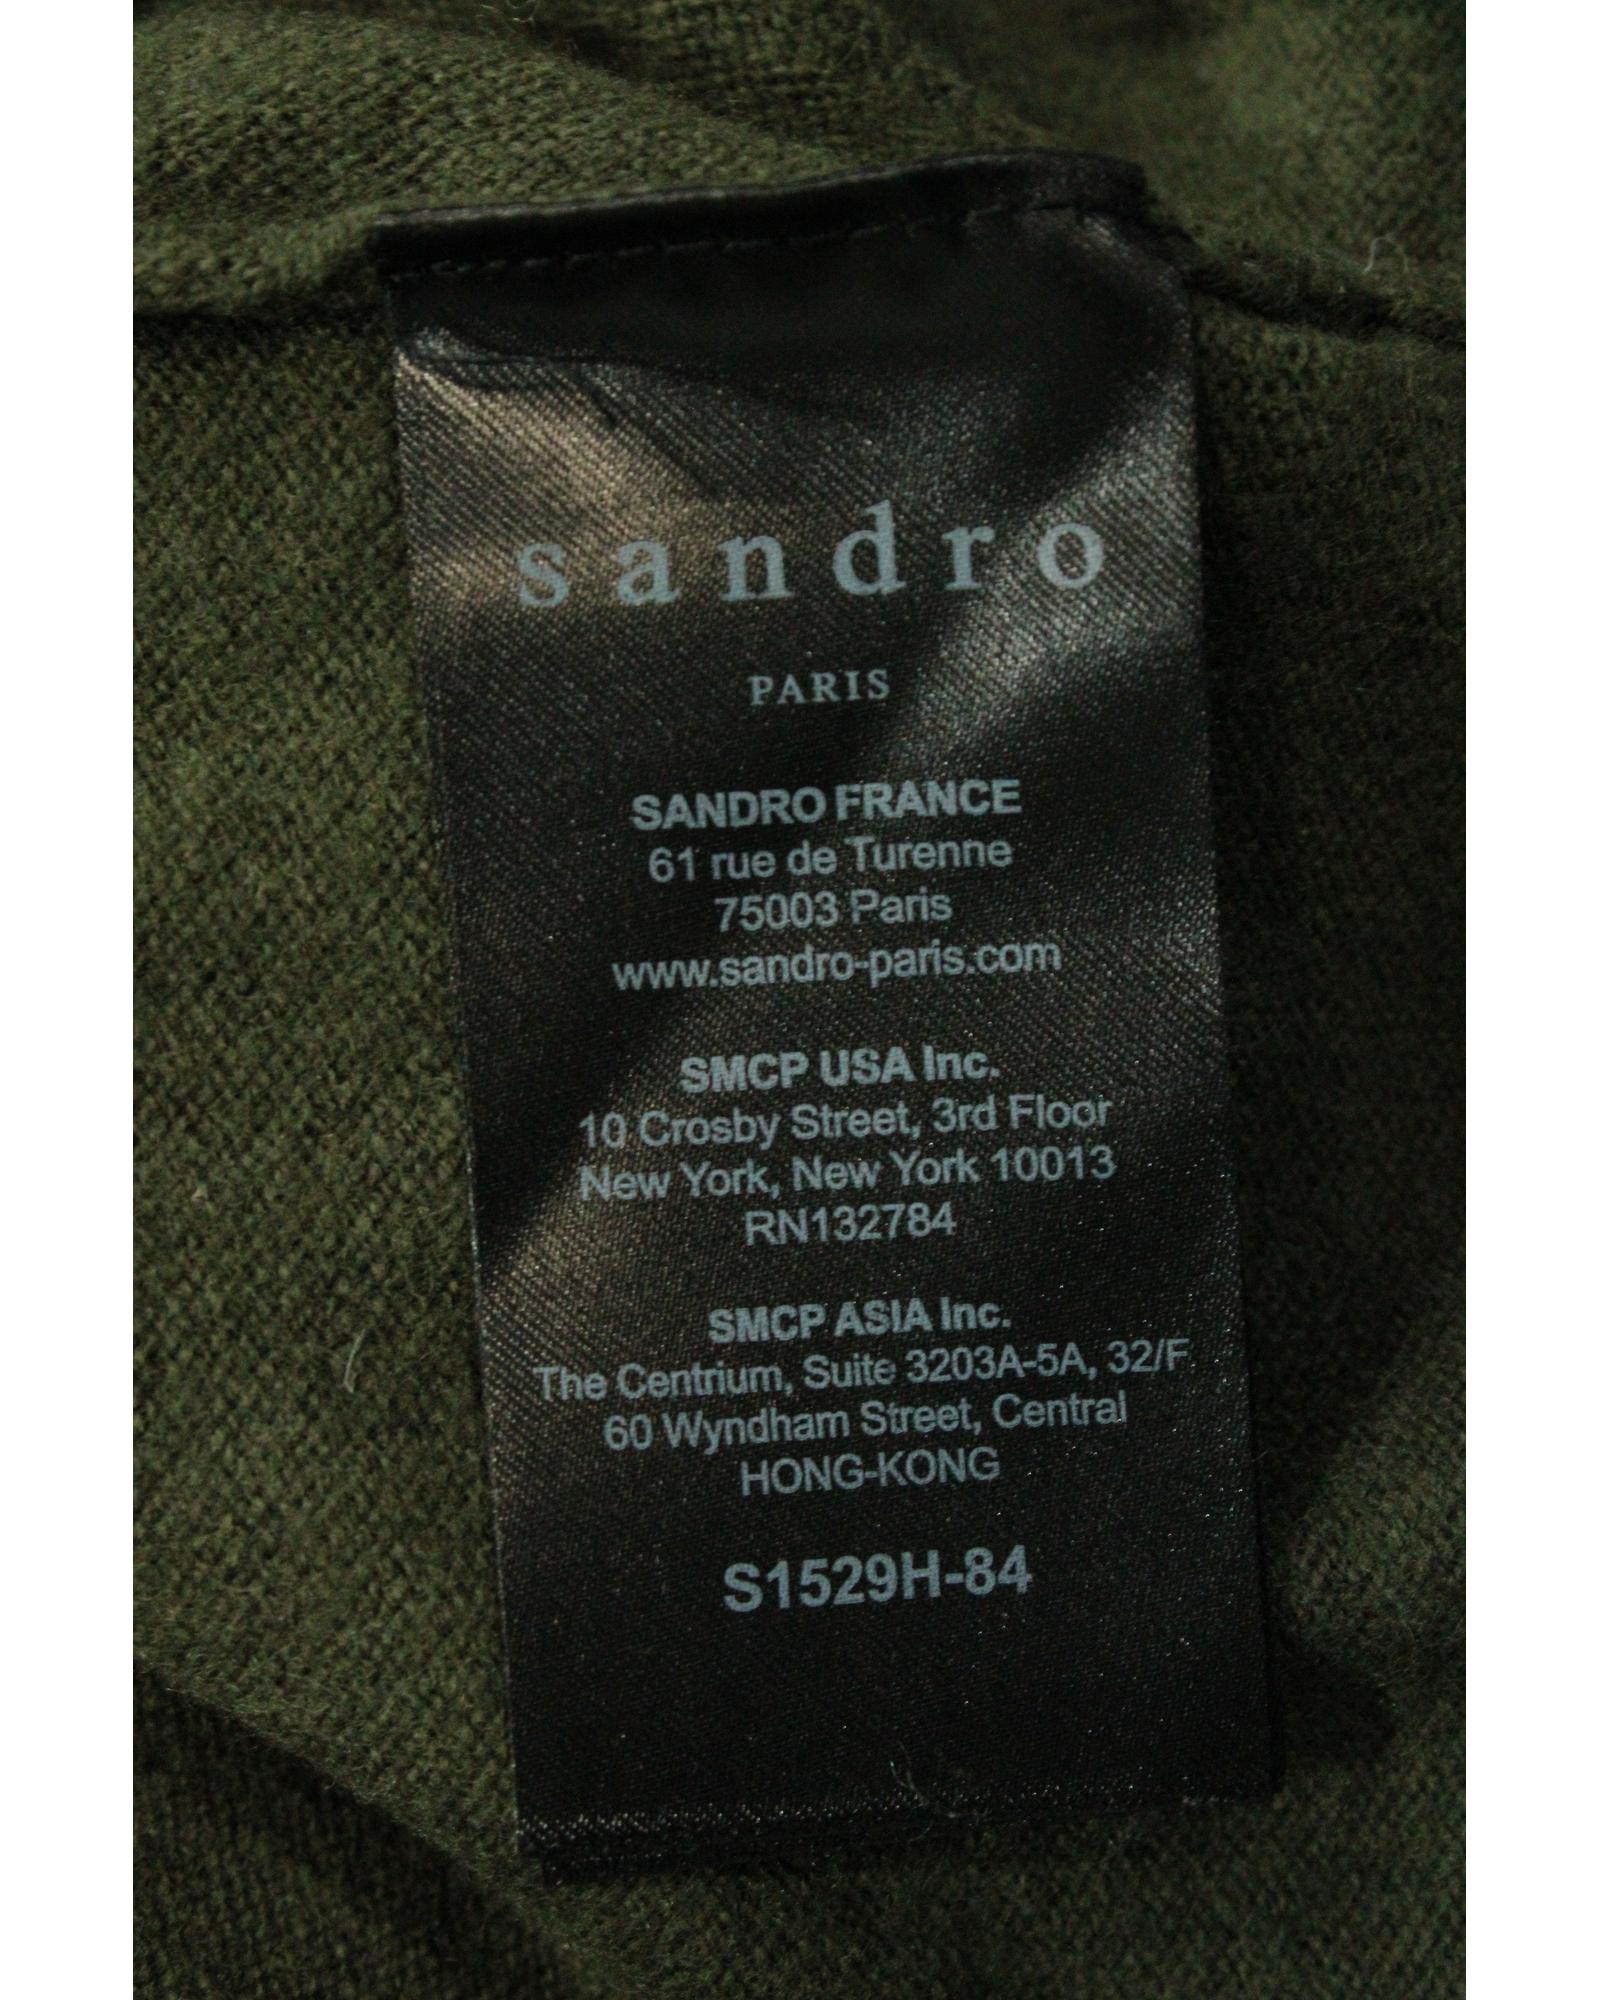 sandro
PARIS
SANDRO FRANCE
61 rue de Turenne
75003 Paris
www.sandro-paris.com
SMCP USA Inc.
10 Crosby Street, 3rd Floor
New York, New York 10013
RN132784
SMCP ASIA Inc.
The Centrium, Suite 3203A-5A, 32/F
60 Wyndham Street, Central
HONG-KONG
S1529H-84